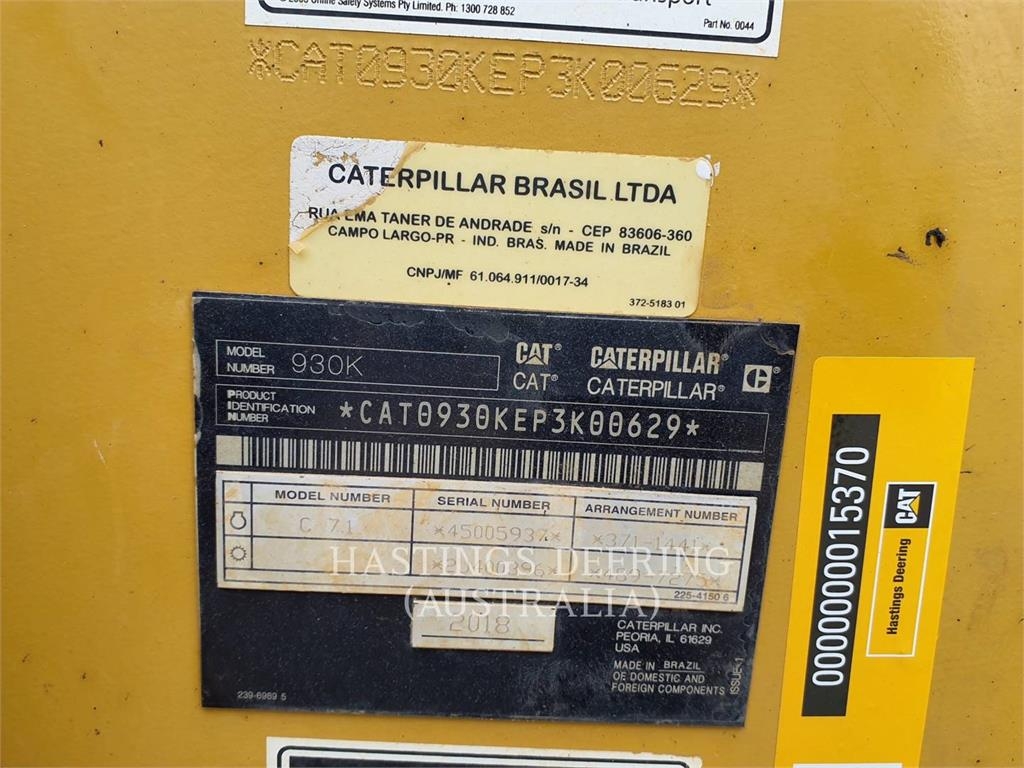 Online Safety Systems Pty Limited. Ph: 1300 728 852
Part No. 0044
*CAT0930KEP3K00629*
CATERPILLAR BRASIL LTDA
RUA EMA TANER DE ANDRADE s/n - CEP 83606-360
CAMPO LARGO-PR - IND. BRAS. MADE IN BRAZIL
CNPJ/MF 61.064.911/0017-34
372-5183 01
MODEL NUMBER 930K
CAT® CATERPILLAR®
CAT® CATERPILLAR®
PRODUCT IDENTIFICATION NUMBER *CAT0930KEP3K00629*
MODEL NUMBER SERIAL NUMBER ARRANGEMENT NUMBER
C 7.1 *45005937*
HASTINGS DEERING
(AUSTRALIA)
225-4150 6
2018
CATERPILLAR INC.
PEORIA, IL 61629
USA
MADE IN BRAZIL
OF DOMESTIC AND
FOREIGN COMPONENTS
ISSUE-1
239-6989 5
000000015370
Hastings Deering
CAT